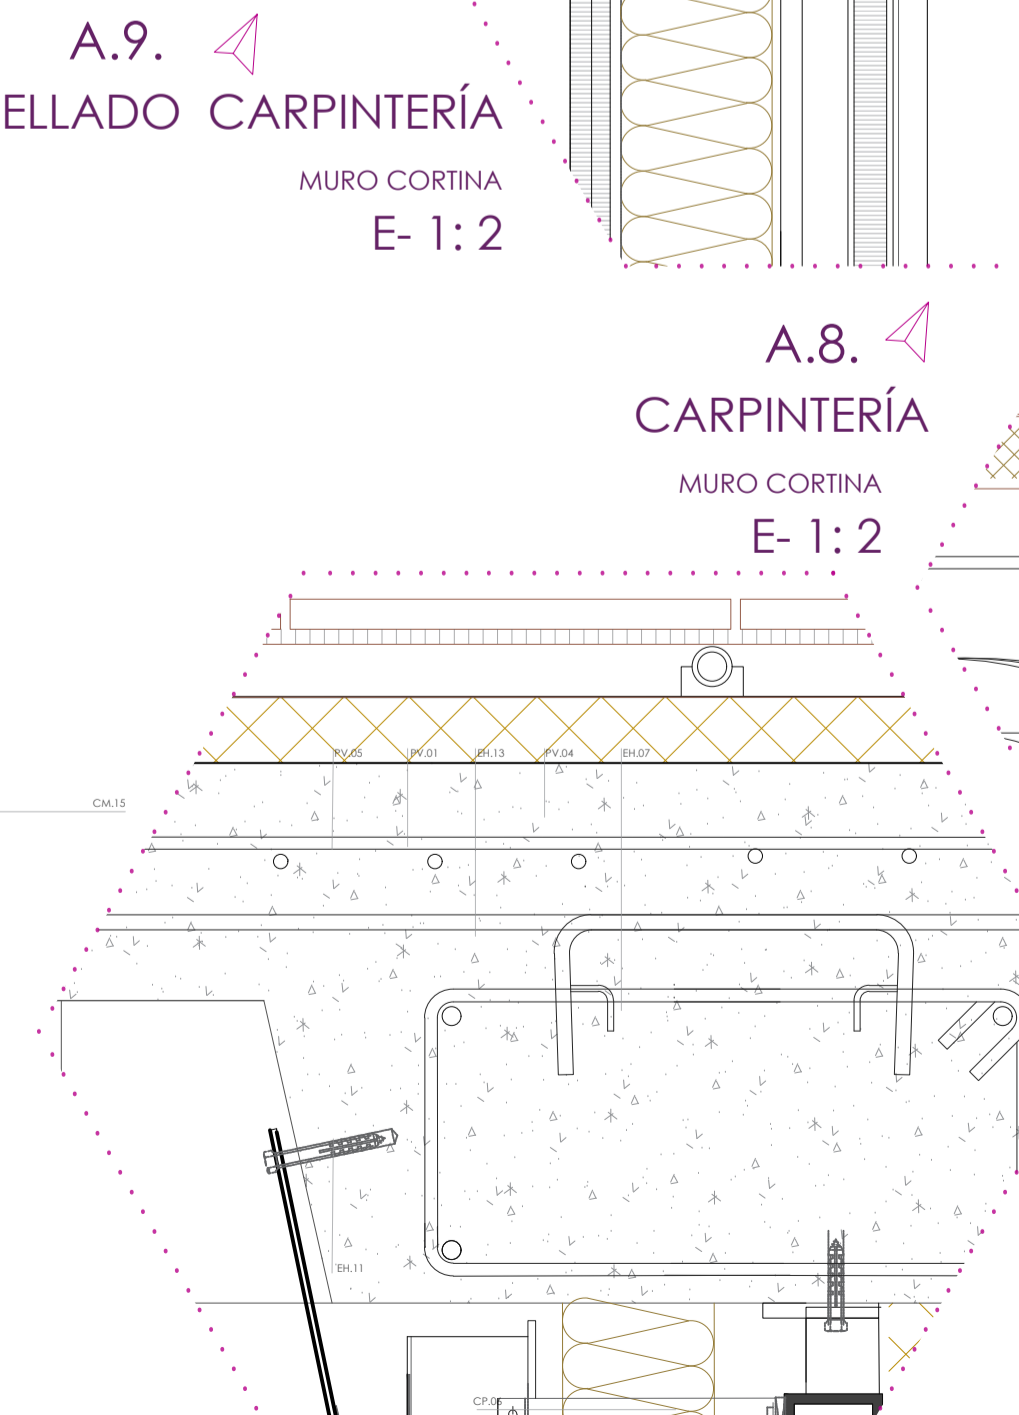 A.9.
ELLADO CARPINTERÍA
MURO CORTINA
E- 1: 2
A.8.
CARPINTERÍA
MURO CORTINA
E- 1: 2
PV.05 PV.01 EH.13 PV.04 EH.07
CM.15
EH.11